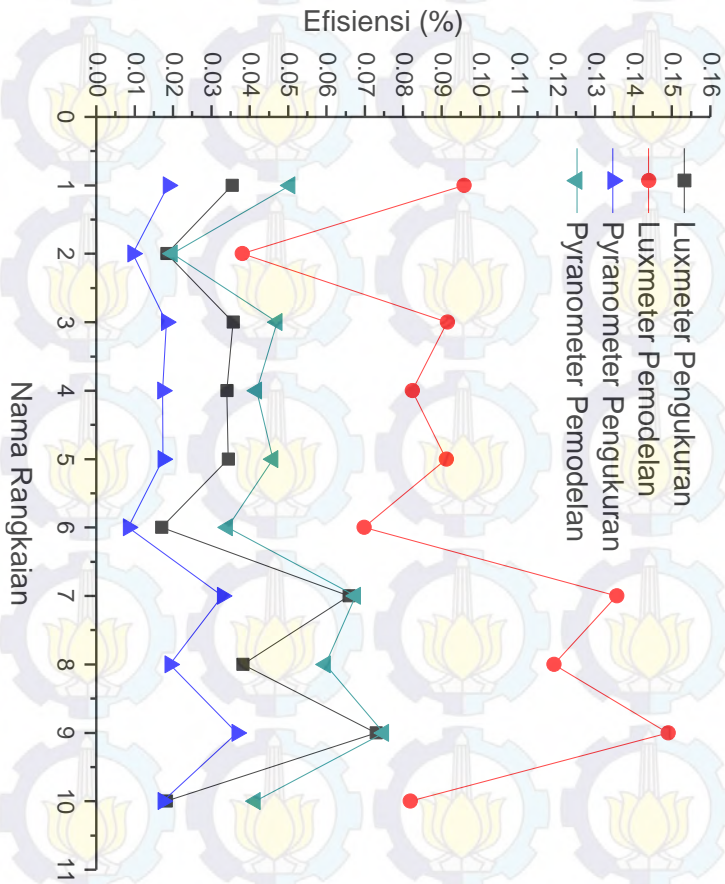 Efisiensi (%)
0.16
0.15
0.14
0.13
0.12
0.11
0.10
0.09
0.08
0.07
0.06
0.05
0.04
0.03
0.02
0.01
0.00
Luxmeter Pengukuran
Luxmeter Pemodelan
Pyranometer Pengukuran
Pyranometer Pemodelan
0 1 2 3 4 5 6 7 8 9 10 11
Nama Rangkaian